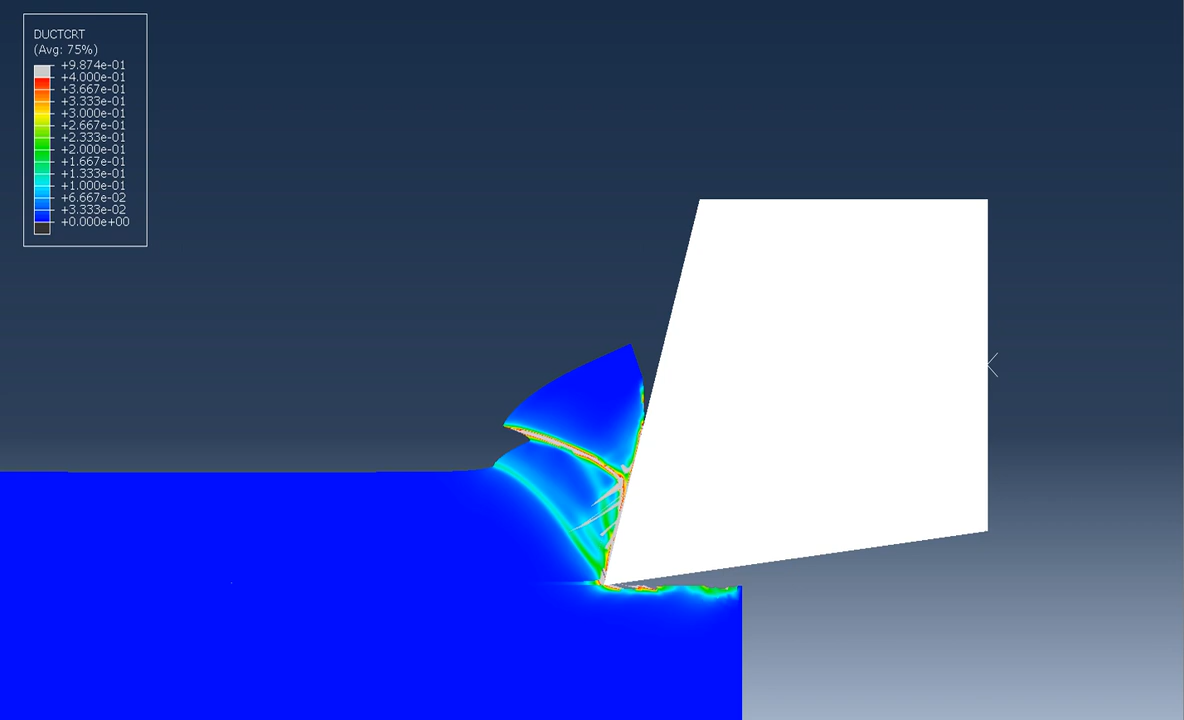 DUCTCRT
(Avg: 75%)
+9.874e-01
+4.000e-01
+3.667e-01
+3.333e-01
+3.000e-01
+2.667e-01
+2.333e-01
+2.000e-01
+1.667e-01
+1.333e-01
+1.000e-01
+6.667e-02
+3.333e-02
+0.000e+00